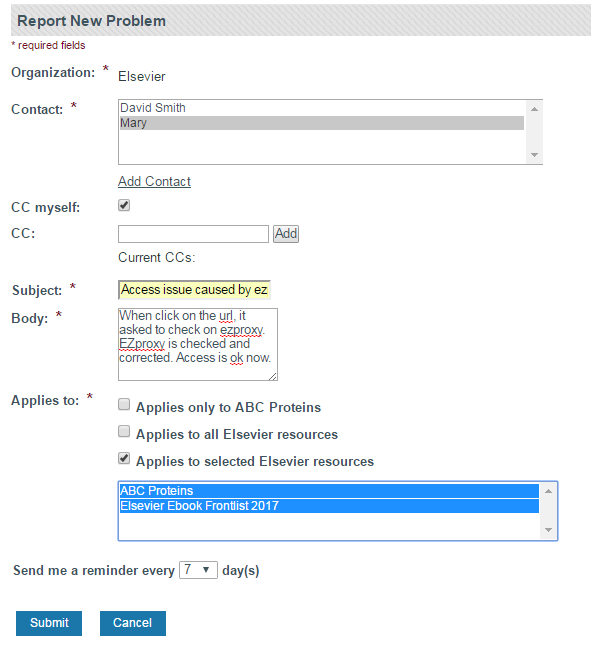 Report New Problem
* required fields
Organization: * Elsevier
Contact: * David Smith
Mary
Add Contact
CC myself:
CC: Add
Current CCs:
Subject: * Access issue caused by ez
Body: * When click on the url, it
asked to check on ezproxy.
EZproxy is checked and
corrected. Access is ok now.
Applies to: *
Applies only to ABC Proteins
Applies to all Elsevier resources
Applies to selected Elsevier resources
ABC Proteins
Elsevier Ebook Frontlist 2017
Send me a reminder every 7 day(s)
Submit Cancel